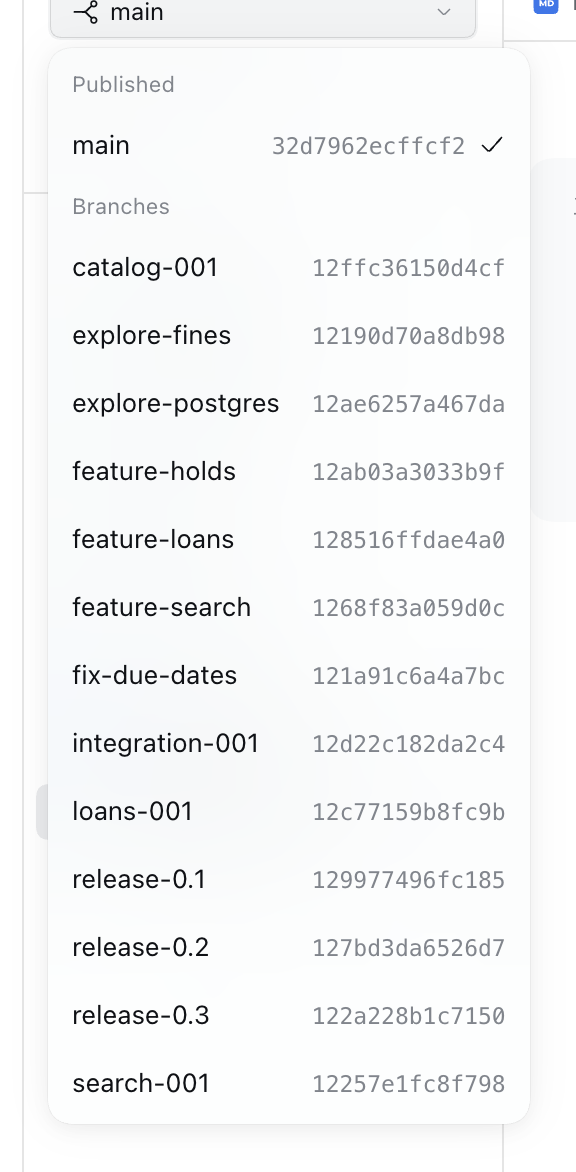 main
MD
Published
main 32d7962ecffcf2
Branches
catalog-001 12ffc36150d4cf
explore-fines 12190d70a8db98
explore-postgres 12ae6257a467da
feature-holds 12ab03a3033b9f
feature-loans 128516ffdae4a0
feature-search 1268f83a059d0c
fix-due-dates 121a91c6a4a7bc
integration-001 12d22c182da2c4
loans-001 12c77159b8fc9b
release-0.1 129977496fc185
release-0.2 127bd3da6526d7
release-0.3 122a228b1c7150
search-001 12257e1fc8f798